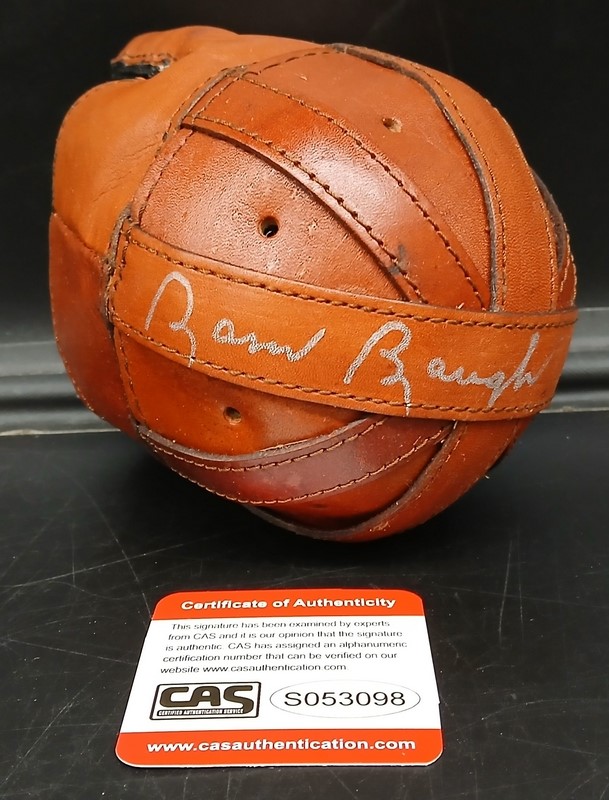 Sam Baugh
Certificate of Authenticity
This signature has been examined by experts
from CAS and it is our opinion that the signature
is authentic. CAS has assigned an alphanumeric
certification number that can be verified on our
website www.casauthentication.com
CAS
CERTIFIED AUTHENTICATION SERVICE
S053098
www.casauthentication.com